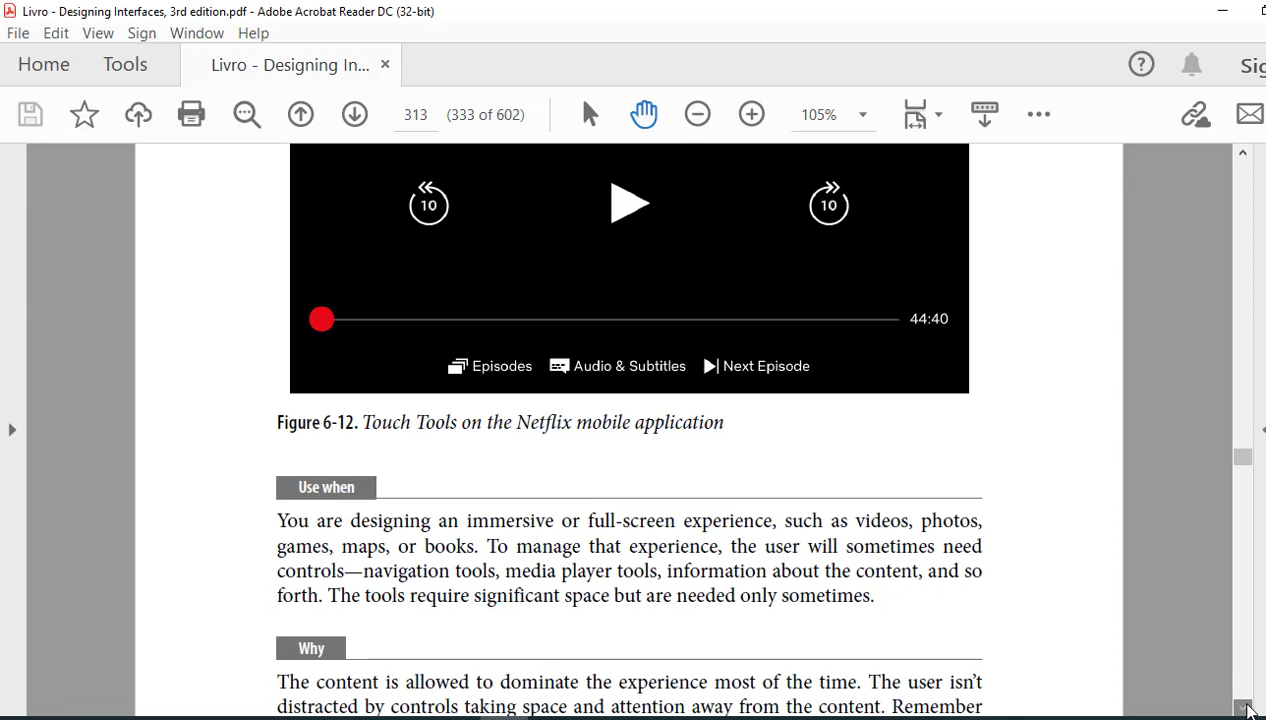 Livro - Designing Interfaces, 3rd edition.pdf - Adobe Acrobat Reader DC (32-bit)
File Edit View Sign Window Help
Home Tools Livro - Designing In... ×
313 (333 of 602) 105%
10 10
44:40
Episodes Audio & Subtitles Next Episode
Figure 6-12. Touch Tools on the Netflix mobile application
Use when
You are designing an immersive or full-screen experience, such as videos, photos,
games, maps, or books. To manage that experience, the user will sometimes need
controls—navigation tools, media player tools, information about the content, and so
forth. The tools require significant space but are needed only sometimes.
Why
The content is allowed to dominate the experience most of the time. The user isn’t
distracted by controls taking space and attention away from the content. Remember